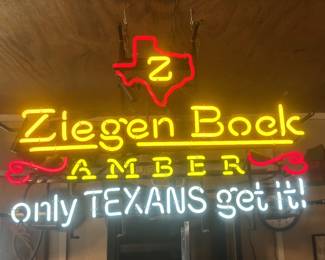 Z
Ziegen Bock
AMBER
only TEXANS get it!